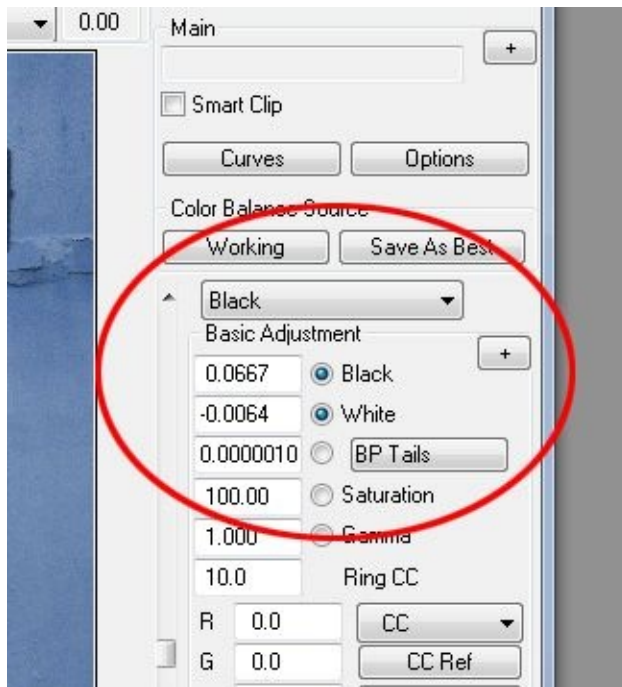 0.00
Main
+
Smart Clip
Curves Options
Color Balance Source
Working Save As Best
Black
Basic Adjustment
+
0.0667 Black
-0.0064 White
0.0000010 BP Tails
100.00 Saturation
1.000 Gamma
10.0 Ring CC
R 0.0 CC
G 0.0 CC Ref